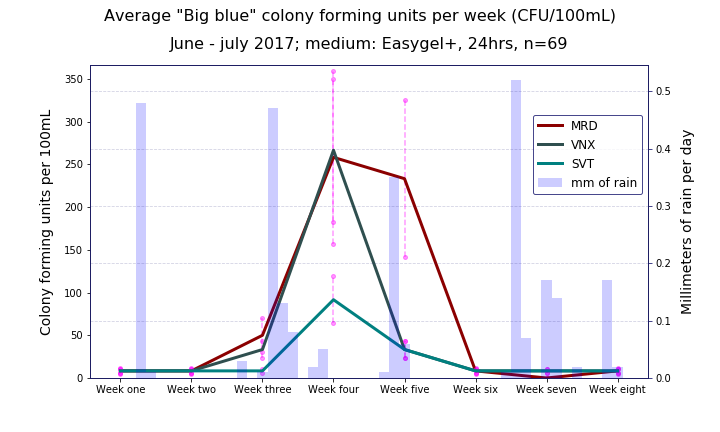 Average "Big blue" colony forming units per week (CFU/100mL)
June - july 2017; medium: Easygel+, 24hrs, n=69
Colony forming units per 100mL
350
300
250
200
150
100
50
0
MRD
VNX
SVT
mm of rain
0.5
0.4
0.3
0.2
0.1
0.0
Millimeters of rain per day
Week one Week two Week three Week four Week five Week six Week seven Week eight